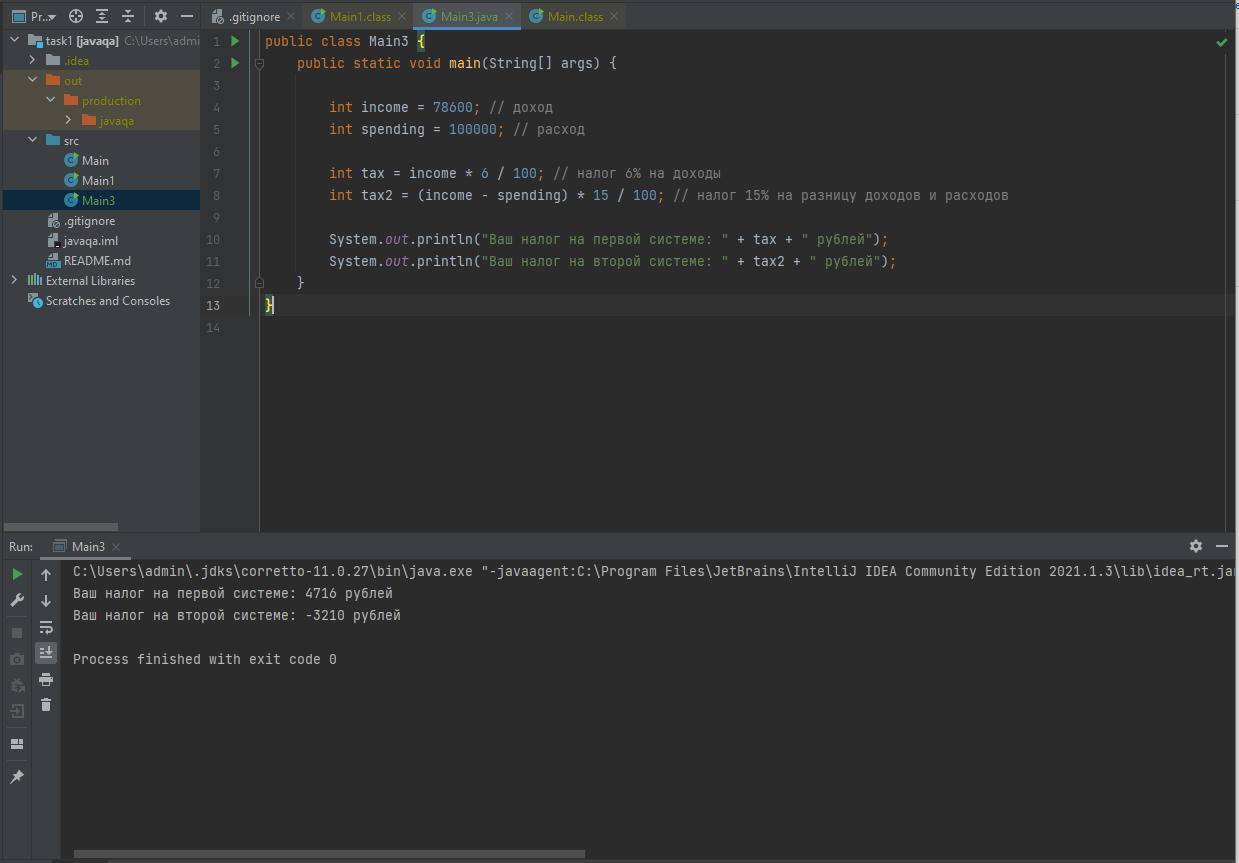 Pr...
.gitignore
Main1.class
Main3.java
Main.class
task1 [javaqa] C:\Users\admi
.idea
out
production
javaqa
src
Main
Main1
Main3
.gitignore
javaqa.iml
README.md
External Libraries
Scratches and Consoles
1 public class Main3 {
2 public static void main(String[] args) {
3
4 int income = 78600; // доход
5 int spending = 100000; // расход
6
7 int tax = income * 6 / 100; // налог 6% на доходы
8 int tax2 = (income - spending) * 15 / 100; // налог 15% на разницу доходов и расходов
9
10 System.out.println("Ваш налог на первой системе: " + tax + " рублей");
11 System.out.println("Ваш налог на второй системе: " + tax2 + " рублей");
12 }
13 }
14
Run: Main3
C:\Users\admin\.jdks\corretto-11.0.27\bin\java.exe "-javaagent:C:\Program Files\JetBrains\IntelliJ IDEA Community Edition 2021.1.3\lib\idea_rt.jar
Ваш налог на первой системе: 4716 рублей
Ваш налог на второй системе: -3210 рублей
Process finished with exit code 0